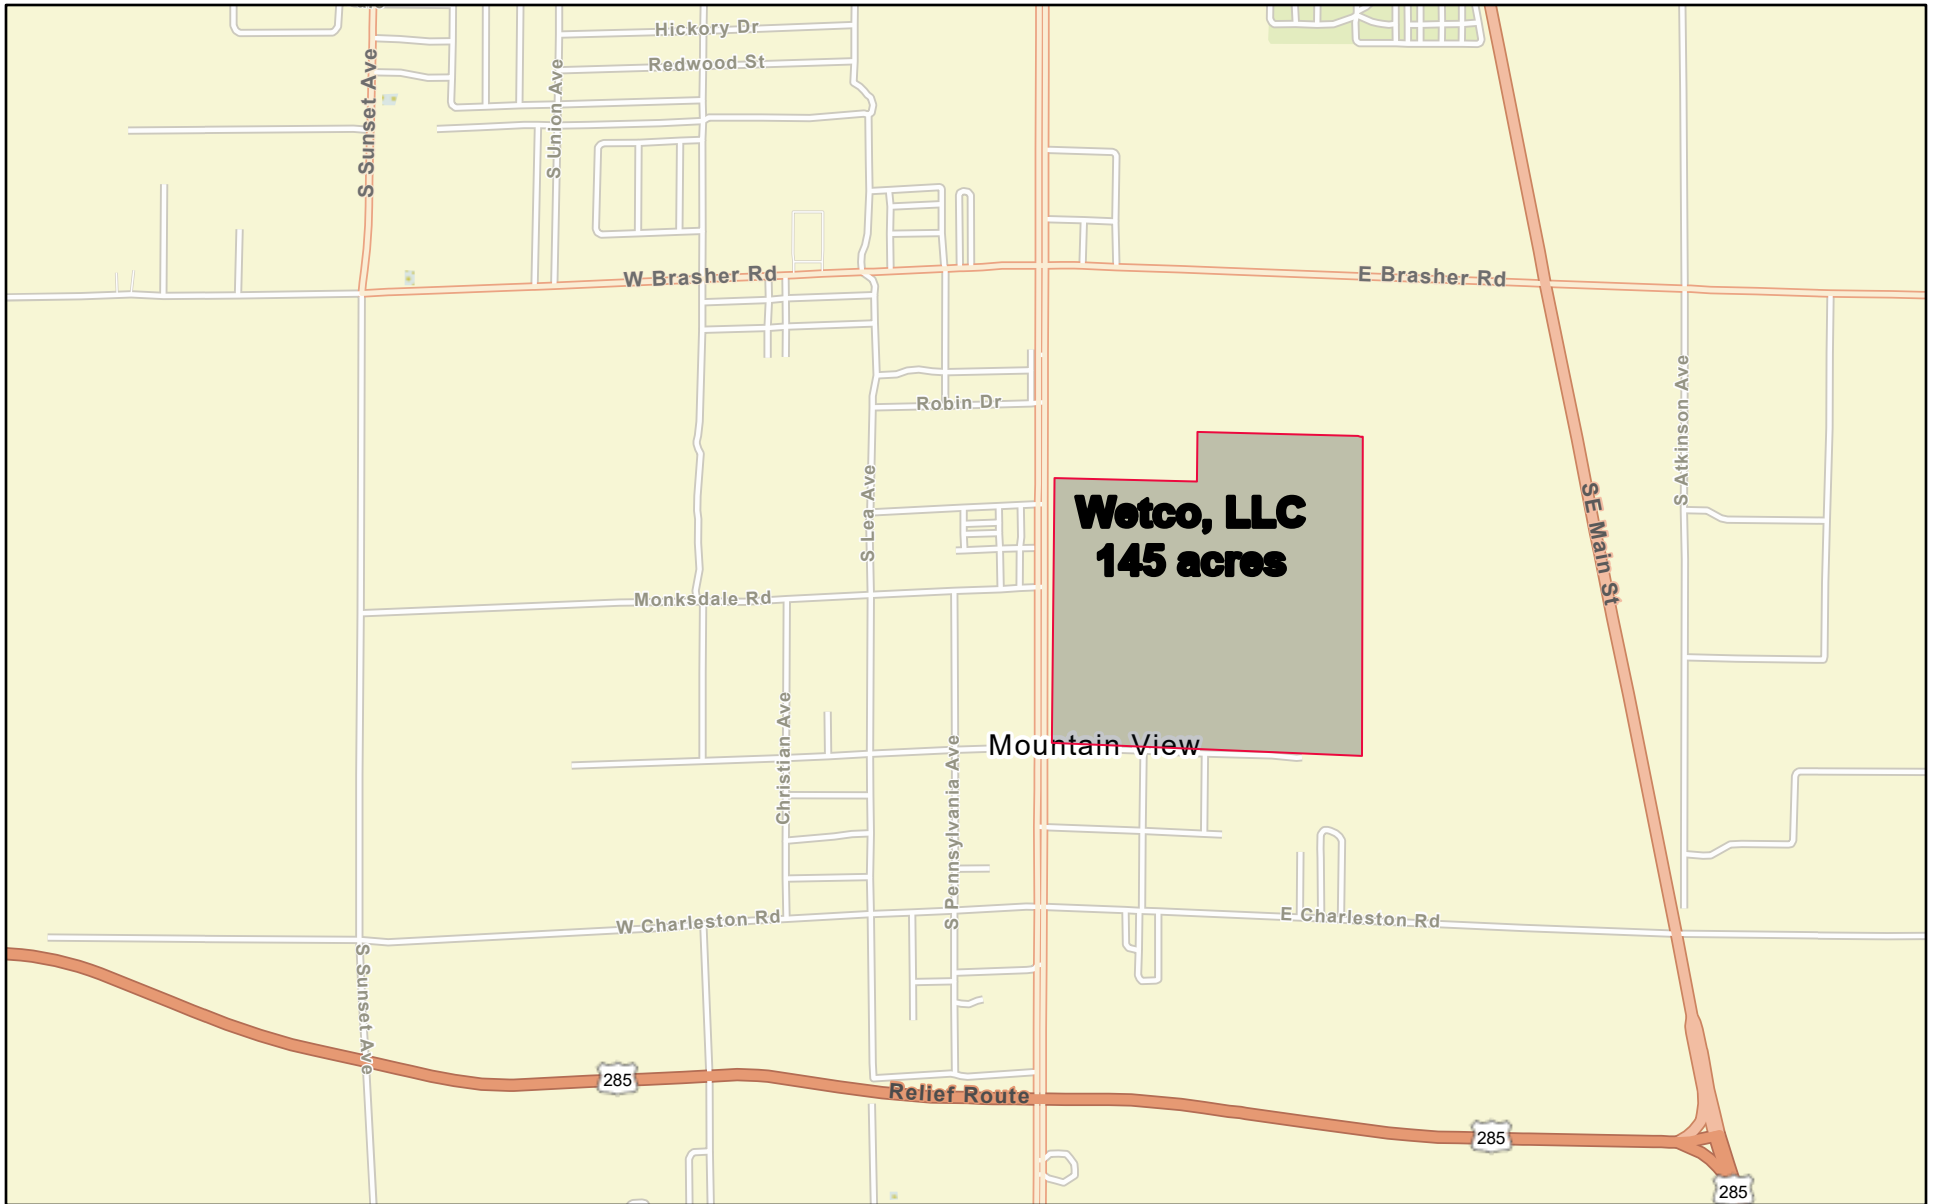 Hickory Dr
Redwood St
S Sunset Ave
S Union Ave
W Brasher Rd
E Brasher Rd
Robin Dr
S Atkinson Ave
S Lea Ave
Wetco, LLC
145 acres
SE Main St
Monksdale Rd
Christian Ave
Mountain View
S Pennsylvania Ave
W Charleston Rd
E Charleston Rd
S Sunset Ave
285
Relief Route
285
285